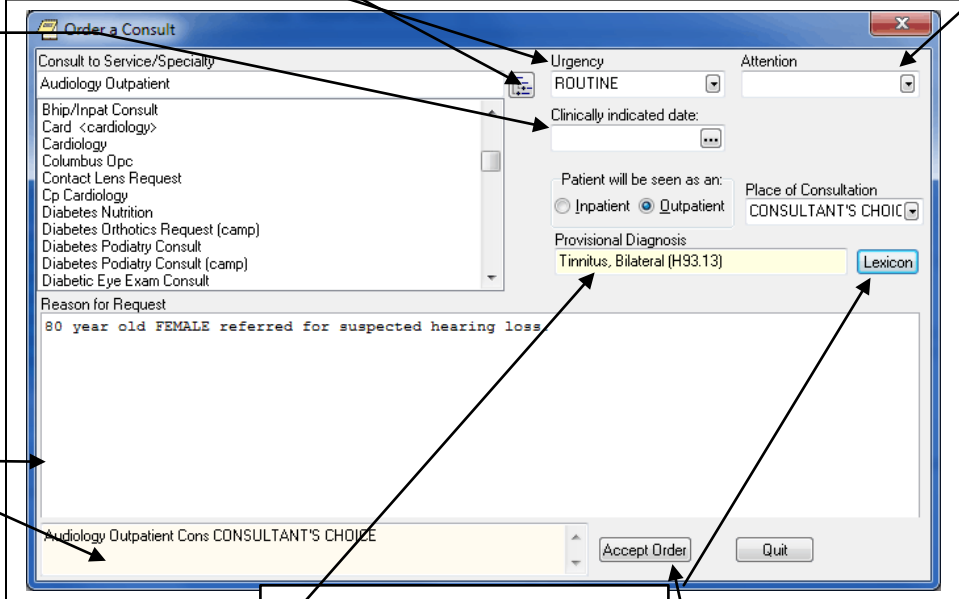 Order a Consult
Consult to Service/Specialty
Audiology Outpatient
Bhip/Inpat Consult
Card <cardiology>
Cardiology
Columbus Opc
Contact Lens Request
Cp Cardiology
Diabetes Nutrition
Diabetes Orthotics Request (camp)
Diabetes Podiatry Consult
Diabetes Podiatry Consult (camp)
Diabetic Eye Exam Consult
Urgency
ROUTINE
Attention
Clinically indicated date:
...
Patient will be seen as an:
Inpatient Outpatient
Place of Consultation
CONSULTANT'S CHOIC
Provisional Diagnosis
Tinnitus, Bilateral (H93.13)
Lexicon
Reason for Request
80 year old FEMALE referred for suspected hearing loss.
Audiology Outpatient Cons CONSULTANT'S CHOICE
Accept Order
Quit